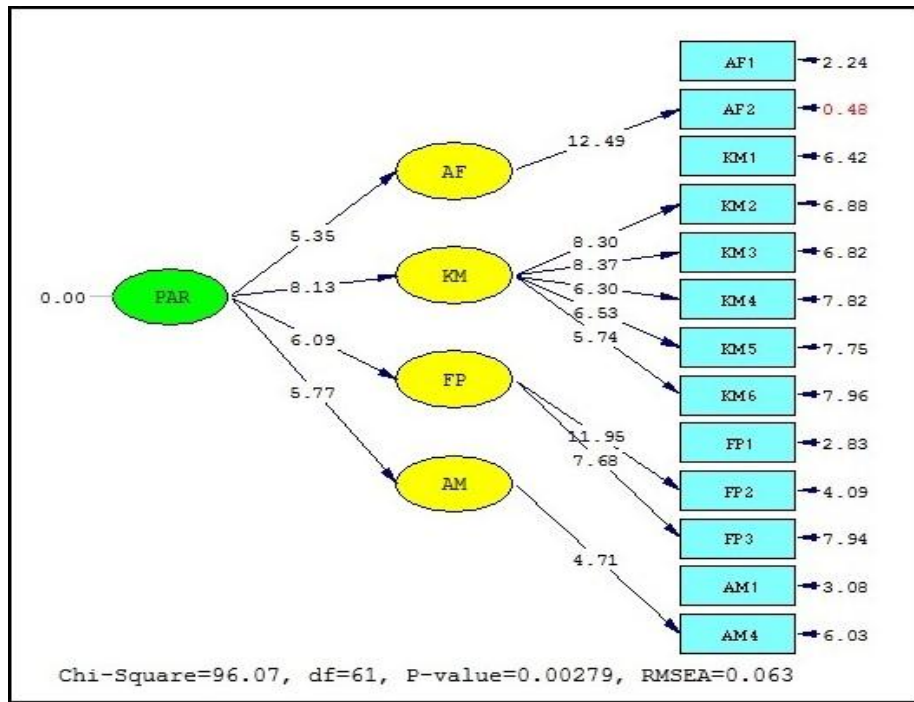 AF1
2.24
AF2
0.48
12.49
KM1
6.42
AF
KM2
6.88
5.35
8.30
KM3
6.82
8.37
KM
8.13
6.30
KM4
7.82
0.00
PAR
6.53
KM5
7.75
6.09
5.74
FP
KM6
7.96
5.77
11.95
FP1
2.83
7.68
AM
FP2
4.09
FP3
7.94
4.71
AM1
3.08
AM4
6.03
Chi-Square=96.07, df=61, P-value=0.00279, RMSEA=0.063